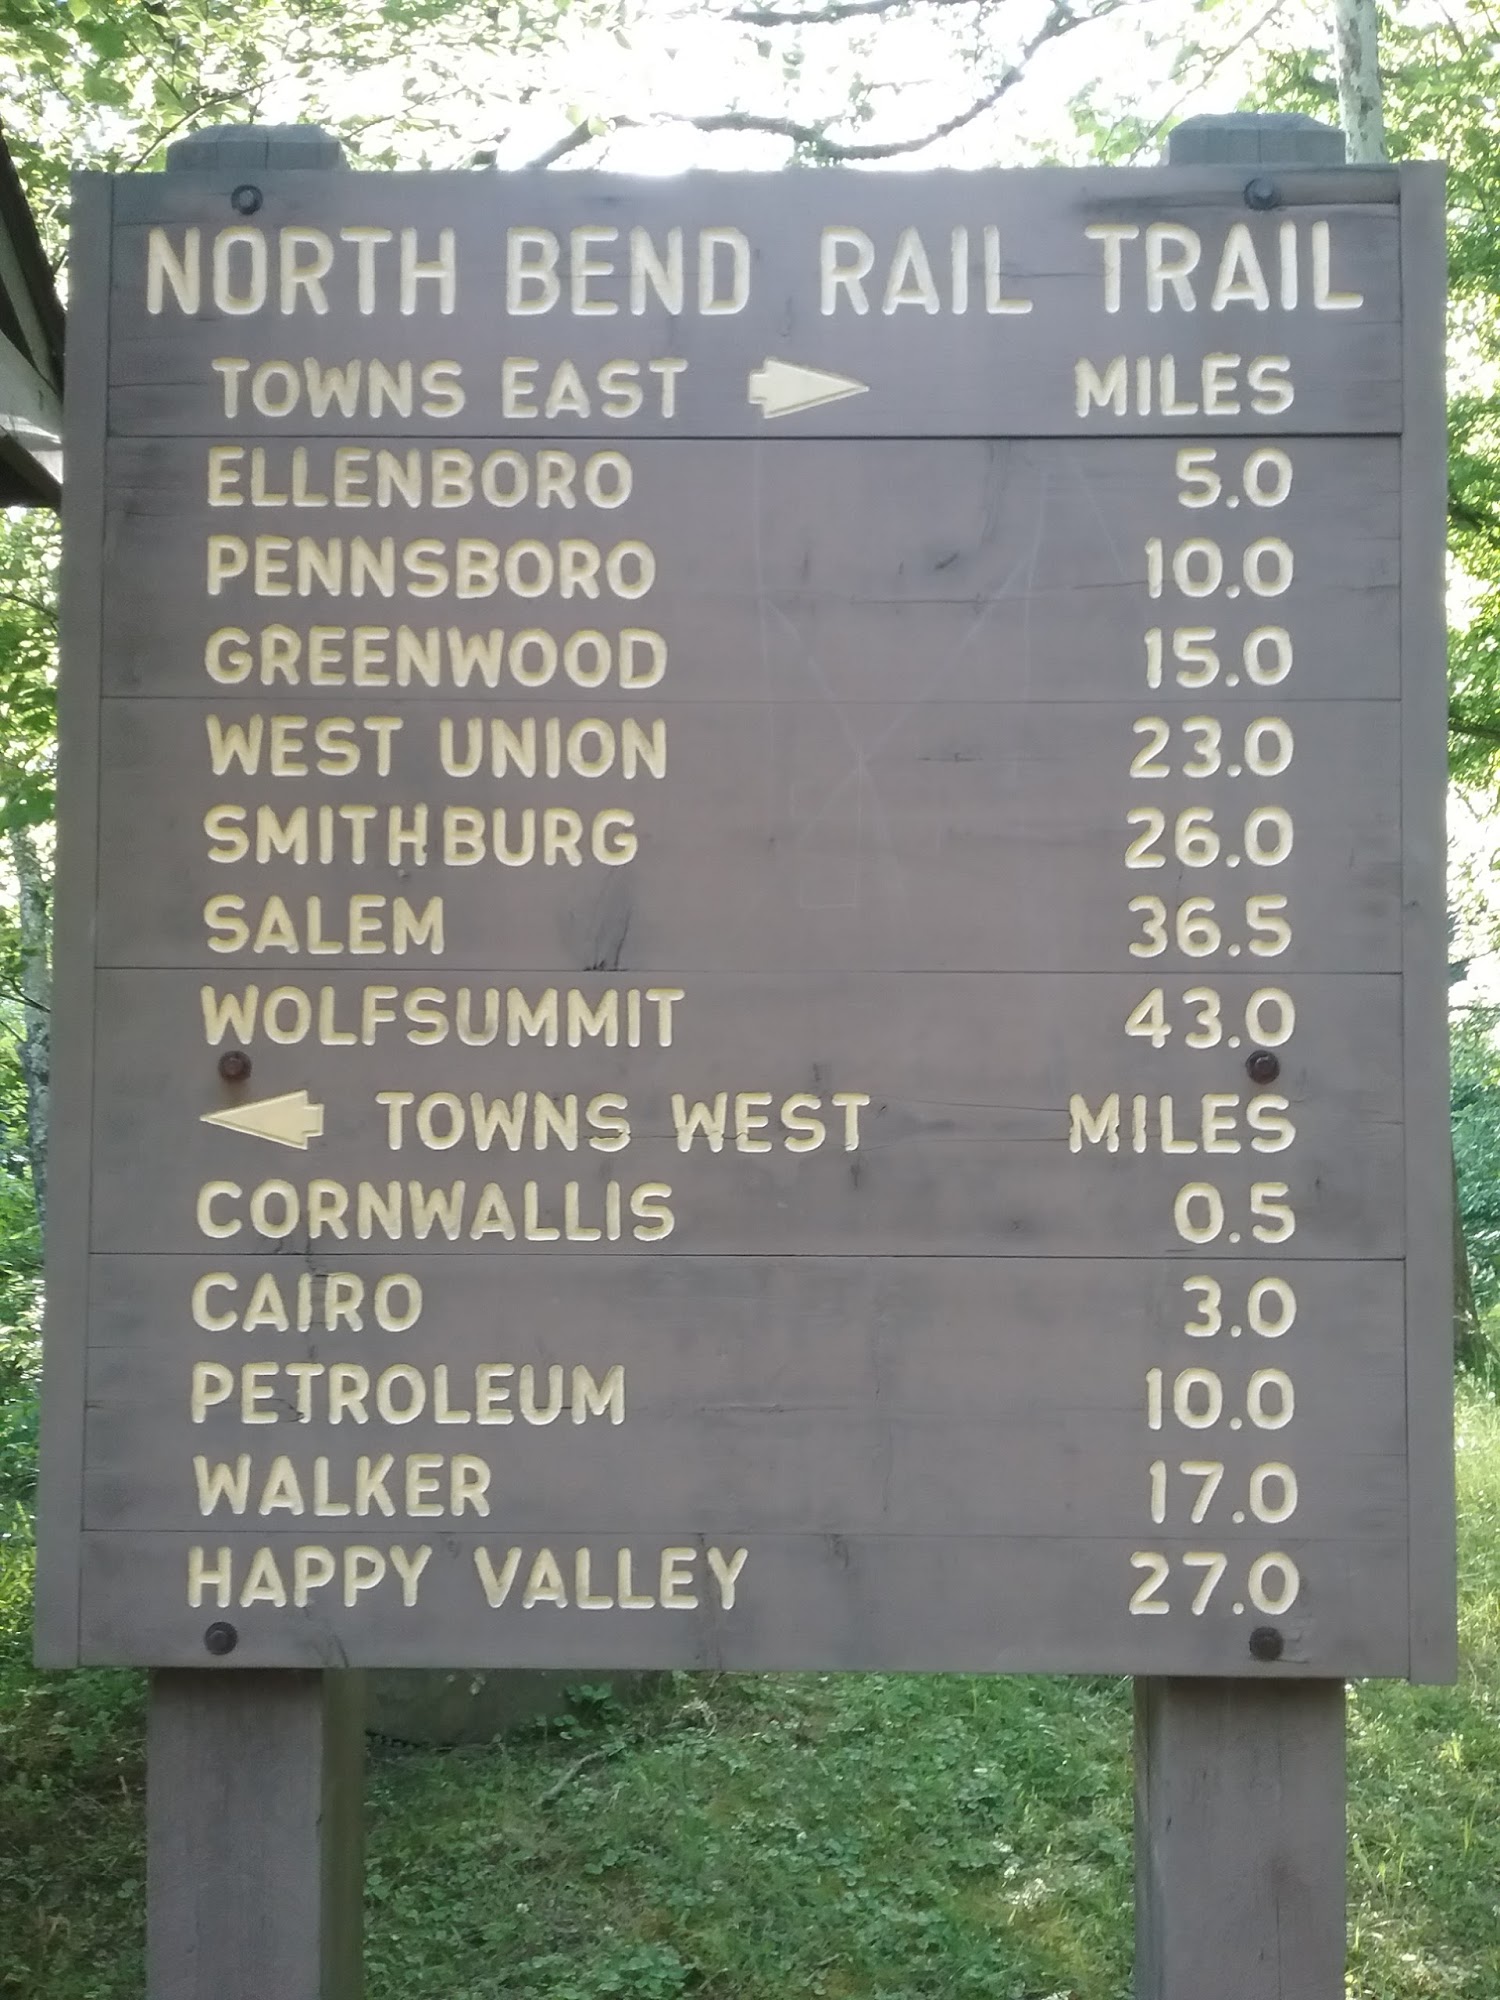 NORTH BEND RAIL TRAIL
TOWNS EAST MILES
ELLENBORO 5.0
PENNSBORO 10.0
GREENWOOD 15.0
WEST UNION 23.0
SMITHBURG 26.0
SALEM 36.5
WOLFSUMMIT 43.0
TOWNS WEST MILES
CORNWALLIS 0.5
CAIRO 3.0
PETROLEUM 10.0
WALKER 17.0
HAPPY VALLEY 27.0